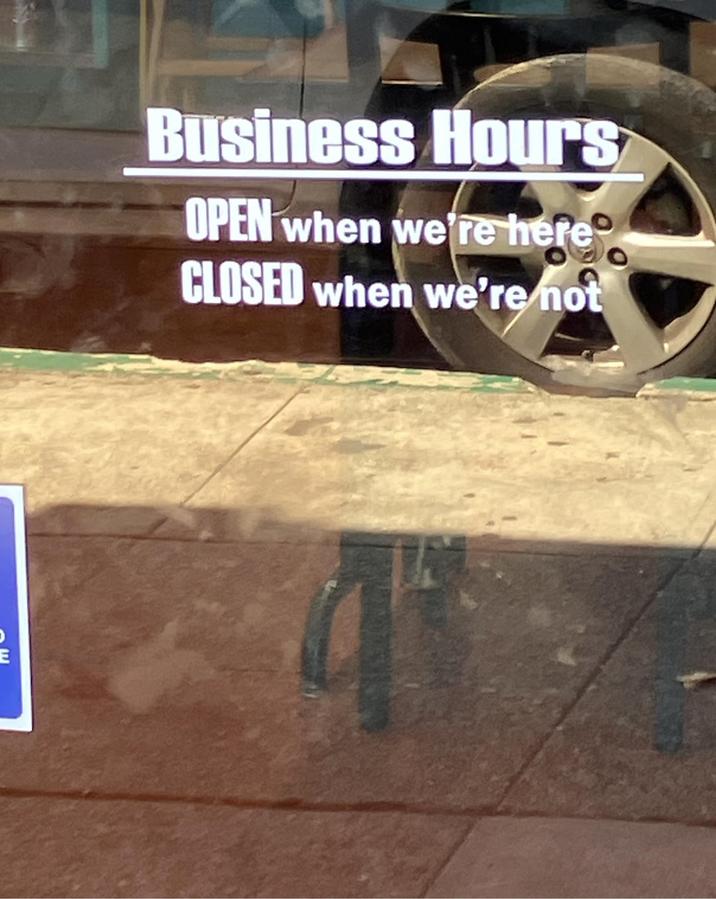 Business Hours
OPEN when we're here
CLOSED when we're not